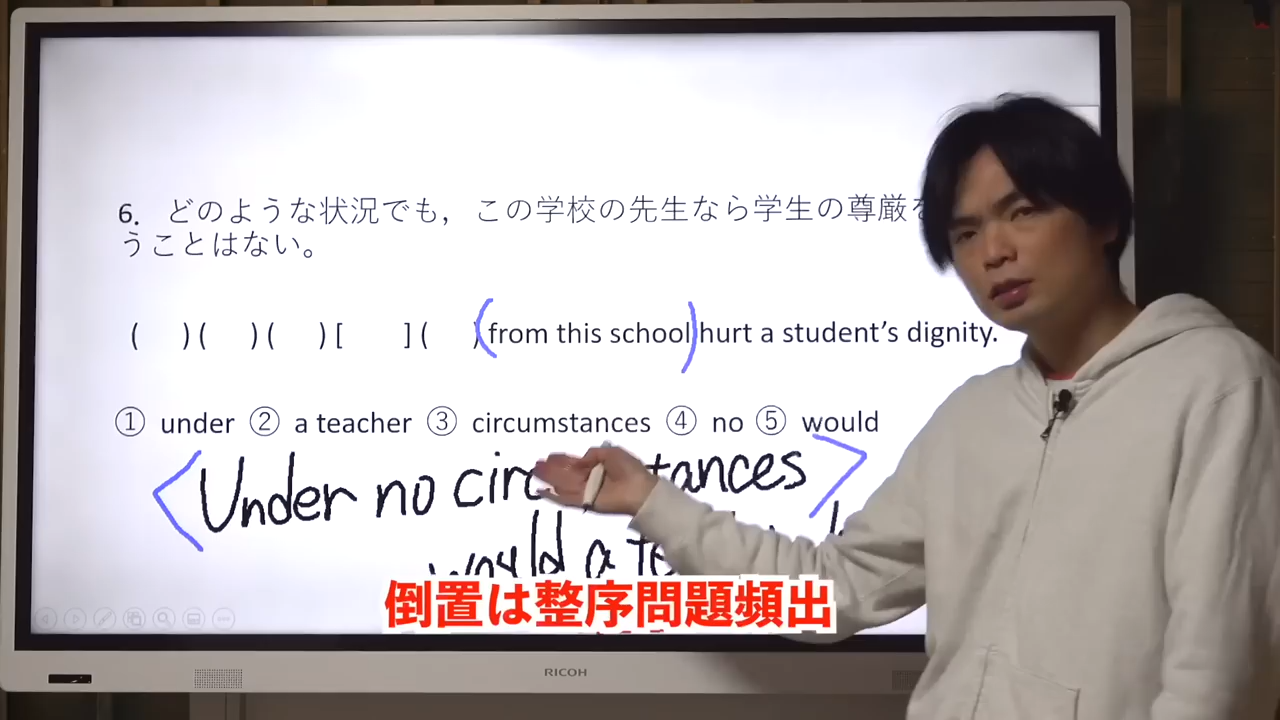 6. どのような状況でも，この学校の先生なら学生の尊厳を
うことはない。
( )( )( )[ ]( ) from this school hurt a student's dignity.
① under ② a teacher ③ circumstances ④ no ⑤ would
Under no circumstances
would a
倒置は整序問題頻出
RICOH